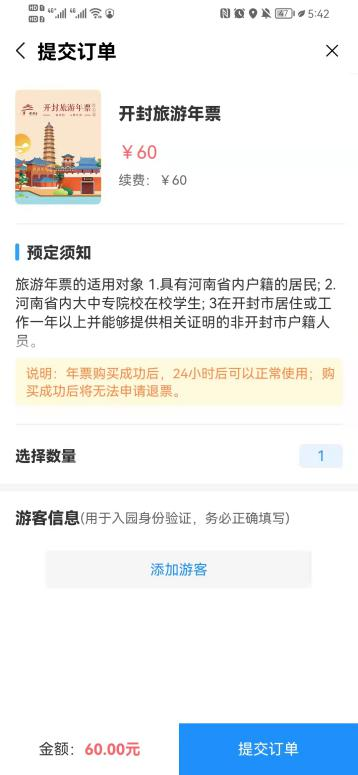 5:42
47
提交订单
开封旅游年票
开封旅游年票
￥60
续费：￥60
预定须知
旅游年票的适用对象 1.具有河南省内户籍的居民; 2.
河南省内大中专院校在校学生; 3在开封市居住或工
作一年以上并能够提供相关证明的非开封市户籍人
员。
说明：年票购买成功后，24小时后可以正常使用；购
买成功后将无法申请退票。
选择数量
1
游客信息(用于入园身份验证，务必正确填写)
添加游客
金额：60.00元
提交订单